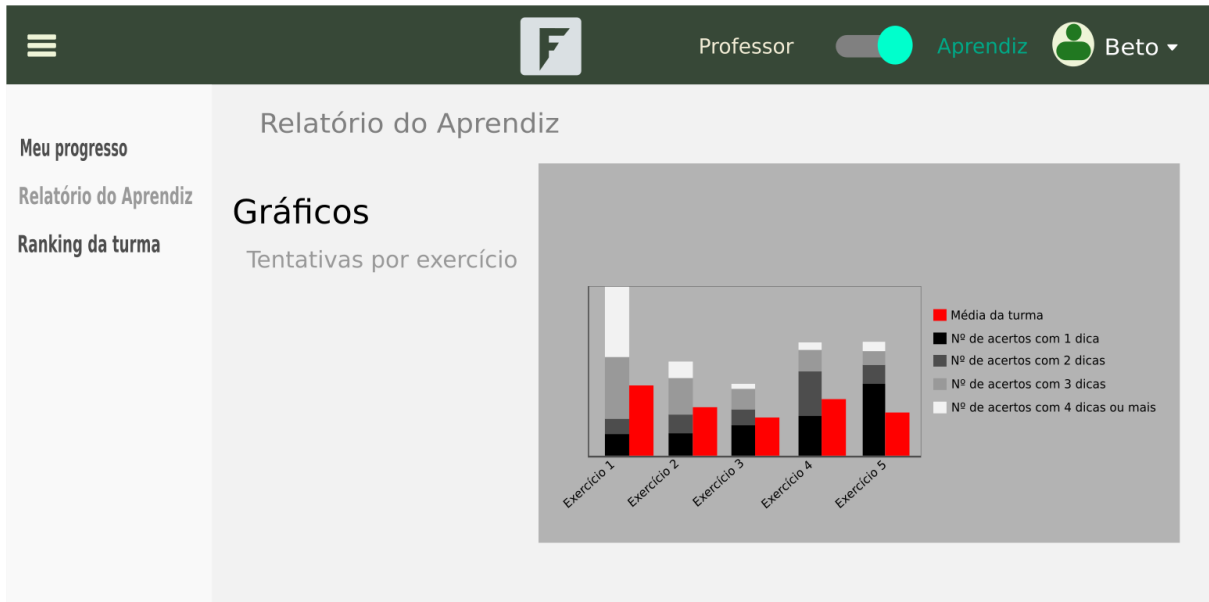 Professor
Aprendiz
Beto
F
Meu progresso
Relatório do Aprendiz
Ranking da turma
Relatório do Aprendiz
Gráficos
Tentativas por exercício
Média da turma
Nº de acertos com 1 dica
Nº de acertos com 2 dicas
Nº de acertos com 3 dicas
Nº de acertos com 4 dicas ou mais
Exercício 1
Exercício 2
Exercício 3
Exercício 4
Exercício 5